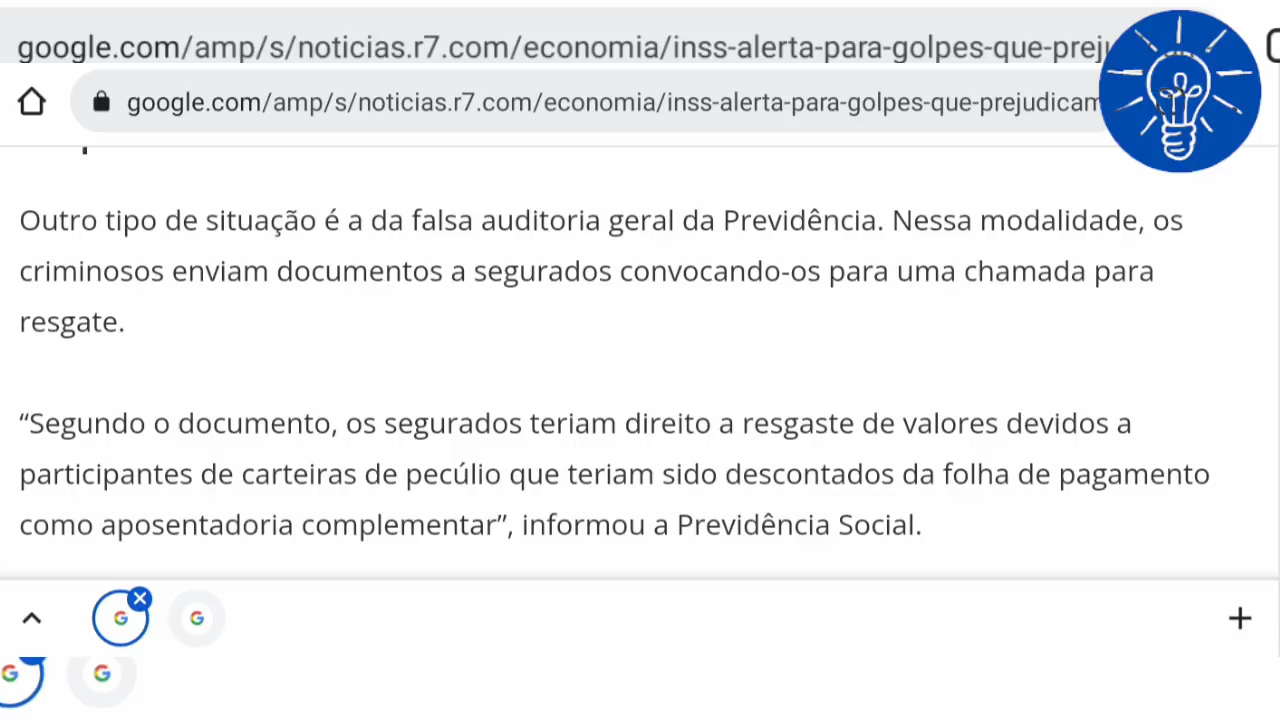 google.com/amp/s/noticias.r7.com/economia/inss-alerta-para-golpes-que-prej
google.com/amp/s/noticias.r7.com/economia/inss-alerta-para-golpes-que-prejudicam
Outro tipo de situação é a da falsa auditoria geral da Previdência. Nessa modalidade, os
criminosos enviam documentos a segurados convocando-os para uma chamada para
resgate.
“Segundo o documento, os segurados teriam direito a resgaste de valores devidos a
participantes de carteiras de pecúlio que teriam sido descontados da folha de pagamento
como aposentadoria complementar”, informou a Previdência Social.